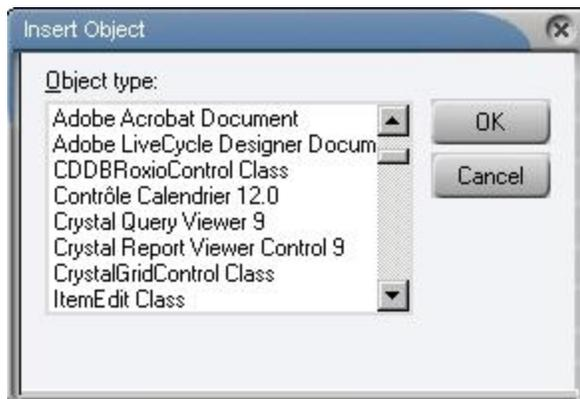 Insert Object
Object type:
Adobe Acrobat Document
Adobe LiveCycle Designer Docum
CDDBRoxioControl Class
Contrôle Calendrier 12.0
Crystal Query Viewer 9
Crystal Report Viewer Control 9
CrystalGridControl Class
ItemEdit Class
OK
Cancel